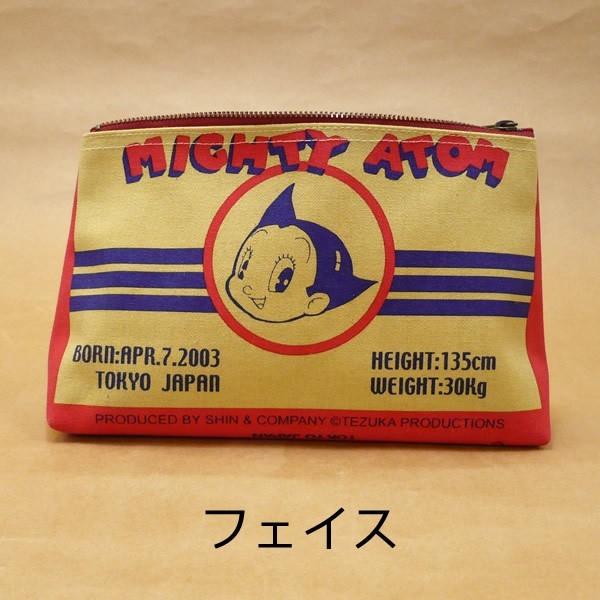 MIGHTY ATOM
BORN:APR.7.2003
TOKYO JAPAN
HEIGHT:135cm
WEIGHT:30Kg
PRODUCED BY SHIN & COMPANY ©TEZUKA PRODUCTIONS
フェイス